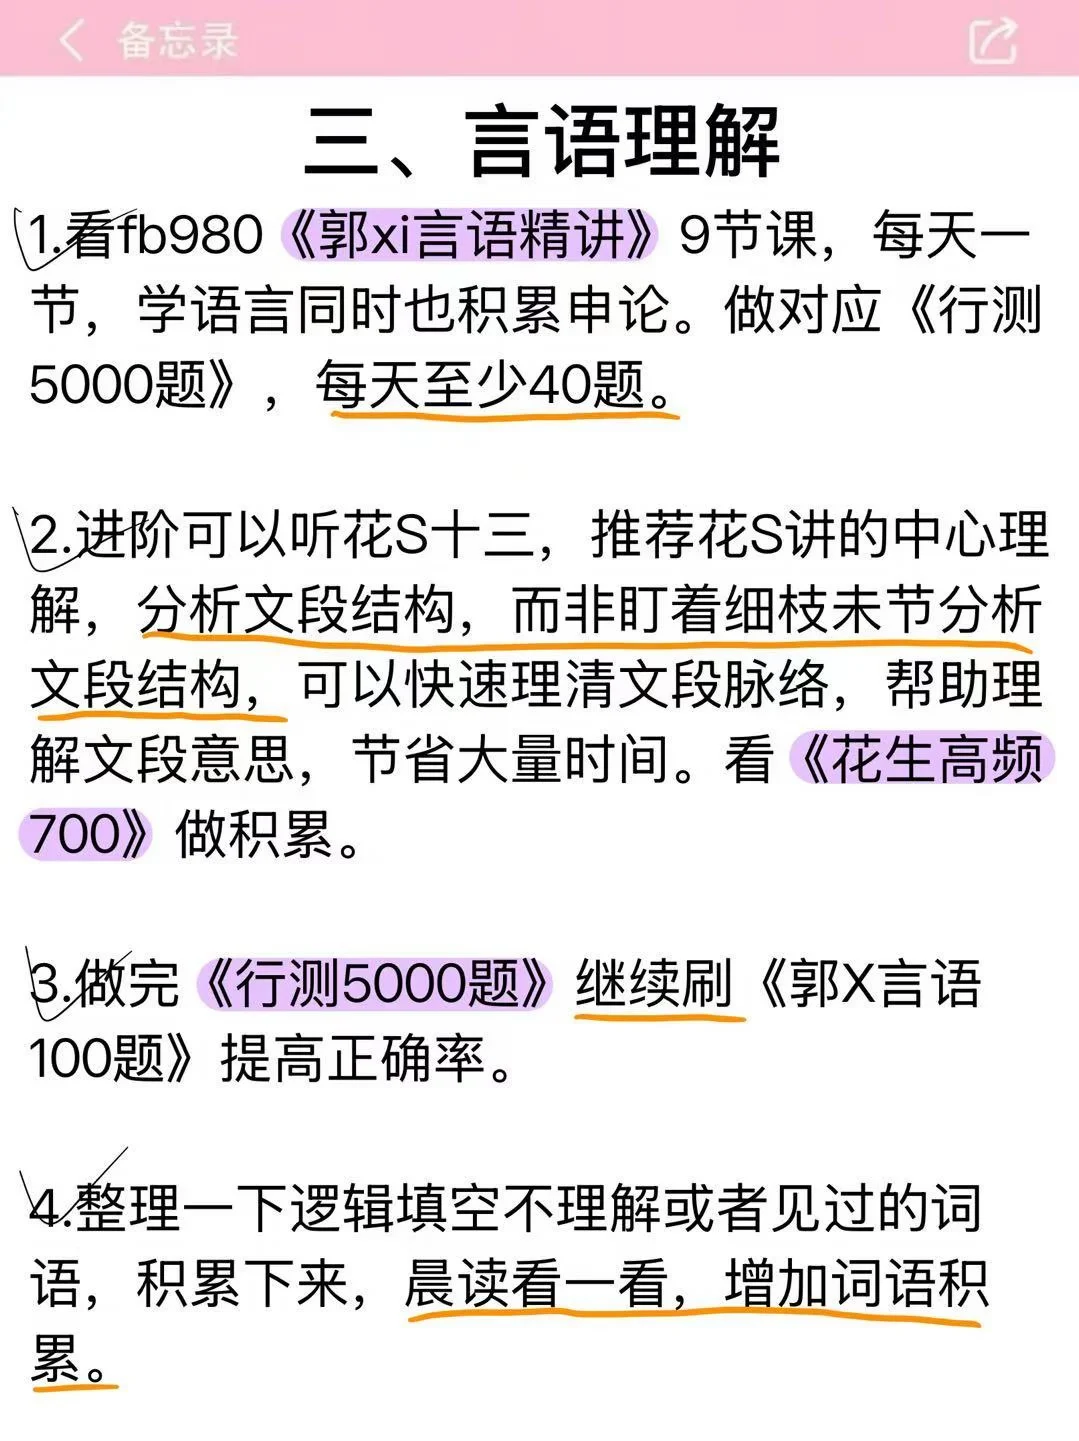 备忘录
三、言语理解
1.看fb980《郭xi言语精讲》9节课，每天一
节，学语言同时也积累申论。做对应《行测
5000题》，每天至少40题。
2.进阶可以听花S十三，推荐花S讲的中心理
解，分析文段结构，而非盯着细枝未节分析
文段结构，可以快速理清文段脉络，帮助理
解文段意思，节省大量时间。看《花生高频
700》做积累。
3.做完《行测5000题》继续刷《郭X言语
100题》提高正确率。
4.整理一下逻辑填空不理解或者见过的词
语，积累下来，晨读看一看，增加词语积
累。